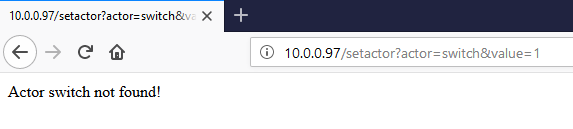 10.0.0.97/setactor?actor=switch&va
10.0.0.97/setactor?actor=switch&value=1
Actor switch not found!